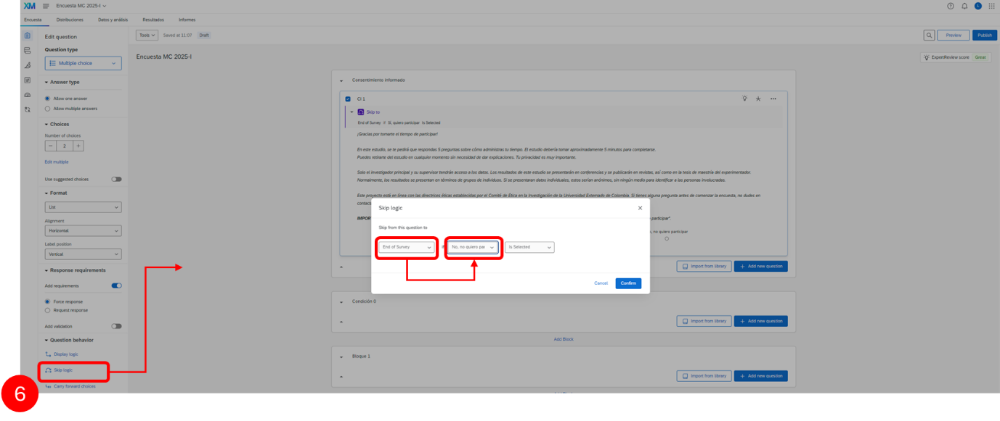 XM Encuesta MC 2025-I
Encuesta Distribuciones Datos y análisis Resultados Informes
Edit question
Tools Saved at 11:07 Draft
Preview Publish
Question type
Multiple choice
Encuesta MC 2025-I
ExpertReview score Great
Answer type
Allow one answer
Allow multiple answers
Choices
Number of choices
2
Edit multiple
Use suggested choices
Format
List
Alignment
Horizontal
Label position
Vertical
Response requirements
Add requirements
Force response
Request response
Add validation
Question behavior
Display logic
Skip logic
Carry forward choices
6
Consentimiento Informado
CI 1
Skip to
End of Survey if Sí, quiero participar Is Selected
¡Gracias por tomarte el tiempo de participar!
En este estudio, se te pedirá que respondas 5 preguntas sobre cómo administras tu tiempo. El estudio debería tomar aproximadamente 5 minutos para completarse.
Puedes retirarte del estudio en cualquier momento sin necesidad de dar explicaciones. Tu privacidad es muy importante.
Solo el investigador principal y su supervisor tendrán acceso a los datos. Los resultados de este estudio se presentarán en conferencias y se publicarán en revistas, así como en la tesis de maestría del experimentador.
Normalmente, los resultados se presentan en términos de grupos de individuos. Si se presentaran datos individuales, estos serían anónimos, sin ningún medio para identificar a las personas involucradas.
Este proyecto está en línea con las directrices éticas establecidas por el Comité de Ética en la Investigación de la Universidad Externado de Colombia. Si tienes alguna pregunta antes de comenzar la encuesta, no dudes en
contac
IMPOR participar".
, no quiero participar
Skip logic
Skip from this question to
End of Survey if No, no quiero par Is Selected
Cancel Confirm
Import from library Add new question
Condición 0
Import from library Add new question
Add Block
Bloque 1
Import from library Add new question